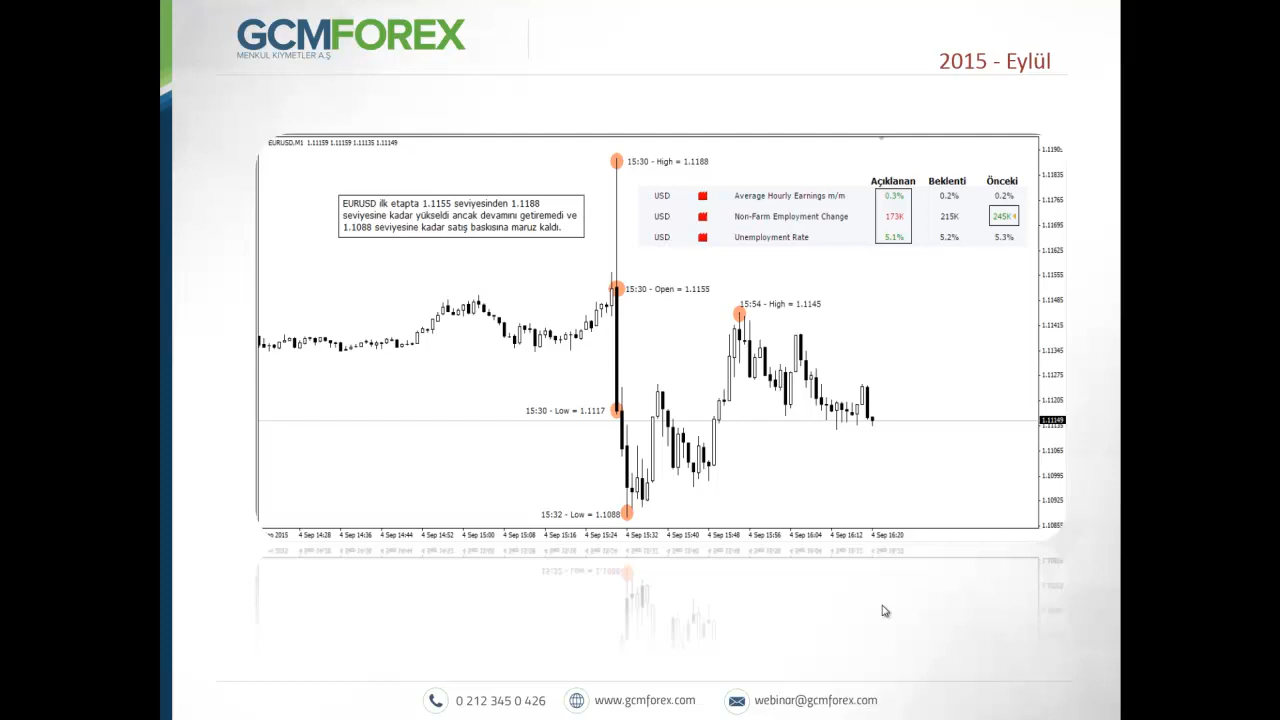 GCMFOREX
MENKUL KIYMETLER A.Ş
2015 - Eylül
EURUSD,M1 1.11159 1.11159 1.11135 1.11149
15:30 - High = 1.1188
EURUSD ilk etapta 1.1155 seviyesinden 1.1188
seviyesine kadar yükseldi ancak devamını getiremedi ve
1.1088 seviyesine kadar satış baskısına maruz kaldı.
Açıklanan Beklenti Önceki
USD Average Hourly Earnings m/m 0.3% 0.2% 0.2%
USD Non-Farm Employment Change 173K 215K 245K
USD Unemployment Rate 5.1% 5.2% 5.3%
15:30 - Open = 1.1155
15:54 - High = 1.1145
15:30 - Low = 1.1117
15:32 - Low = 1.1088
1.11835
1.11765
1.11695
1.11625
1.11555
1.11485
1.11415
1.11345
1.11275
1.11205
1.11149
1.11135
1.11065
1.10995
1.10925
2015 4 Sep 14:28 4 Sep 14:36 4 Sep 14:44 4 Sep 14:52 4 Sep 15:00 4 Sep 15:08 4 Sep 15:16 4 Sep 15:24 4 Sep 15:32 4 Sep 15:40 4 Sep 15:48 4 Sep 15:56 4 Sep 16:04 4 Sep 16:12 4 Sep 16:20
0 212 345 0 426 www.gcmforex.com webinar@gcmforex.com